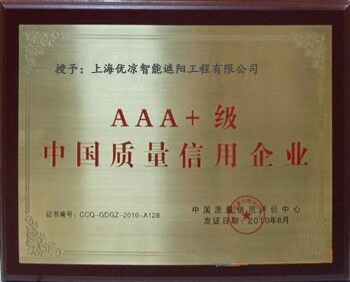 授予：上海优凉智能遮阳工程有限公司
AAA+级
中国质量信用企业
中国质量信用评价中心
证书编号：CCQ-GDGZ-2010-A128
发证日期：2010年8月